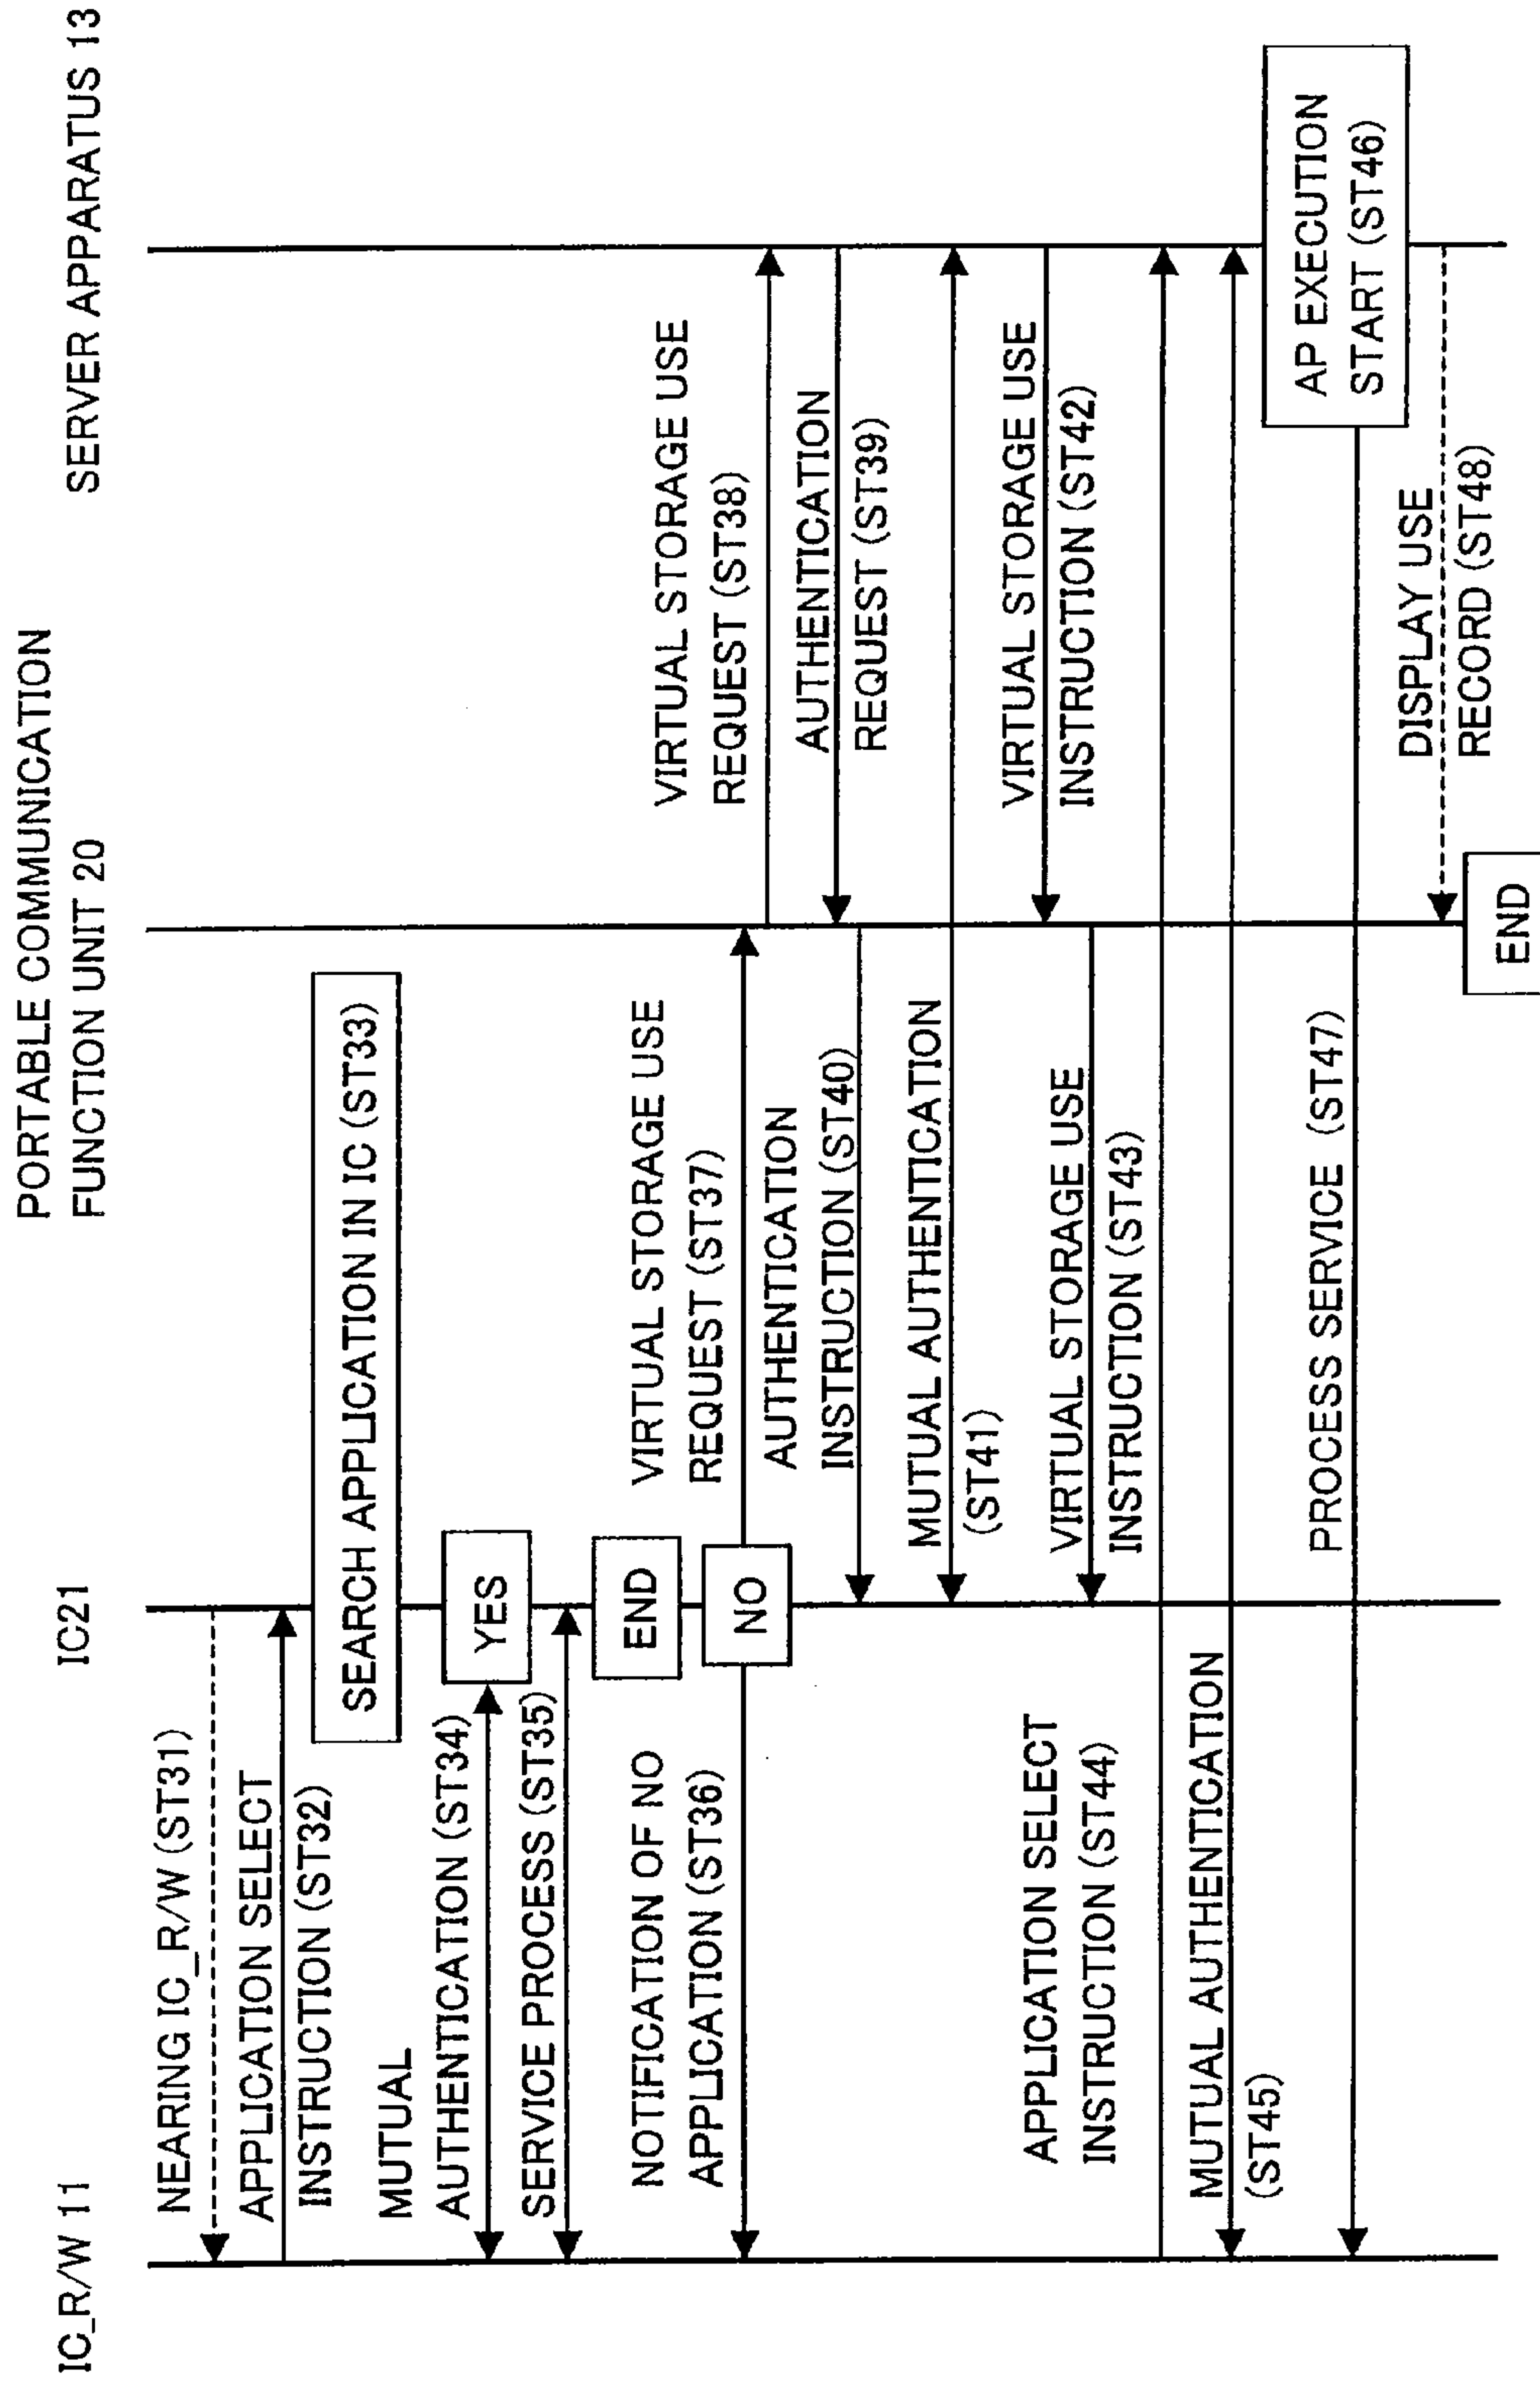 IC_R/W 11
IC21
PORTABLE COMMUNICATION
FUNCTION UNIT 20
SERVER APPARATUS 13
NEARING IC_R/W (ST31)
APPLICATION SELECT
INSTRUCTION (ST32)
SEARCH APPLICATION IN IC (ST33)
MUTUAL
AUTHENTICATION (ST34)
YES
SERVICE PROCESS (ST35)
END
NOTIFICATION OF NO
APPLICATION (ST36)
NO
VIRTUAL STORAGE USE
REQUEST (ST37)
VIRTUAL STORAGE USE
REQUEST (ST38)
AUTHENTICATION
REQUEST (ST39)
AUTHENTICATION
INSTRUCTION (ST40)
MUTUAL AUTHENTICATION
(ST41)
VIRTUAL STORAGE USE
INSTRUCTION (ST42)
VIRTUAL STORAGE USE
INSTRUCTION (ST43)
APPLICATION SELECT
INSTRUCTION (ST44)
MUTUAL AUTHENTICATION
(ST45)
AP EXECUTION
START (ST46)
PROCESS SERVICE (ST47)
DISPLAY USE
RECORD (ST48)
END